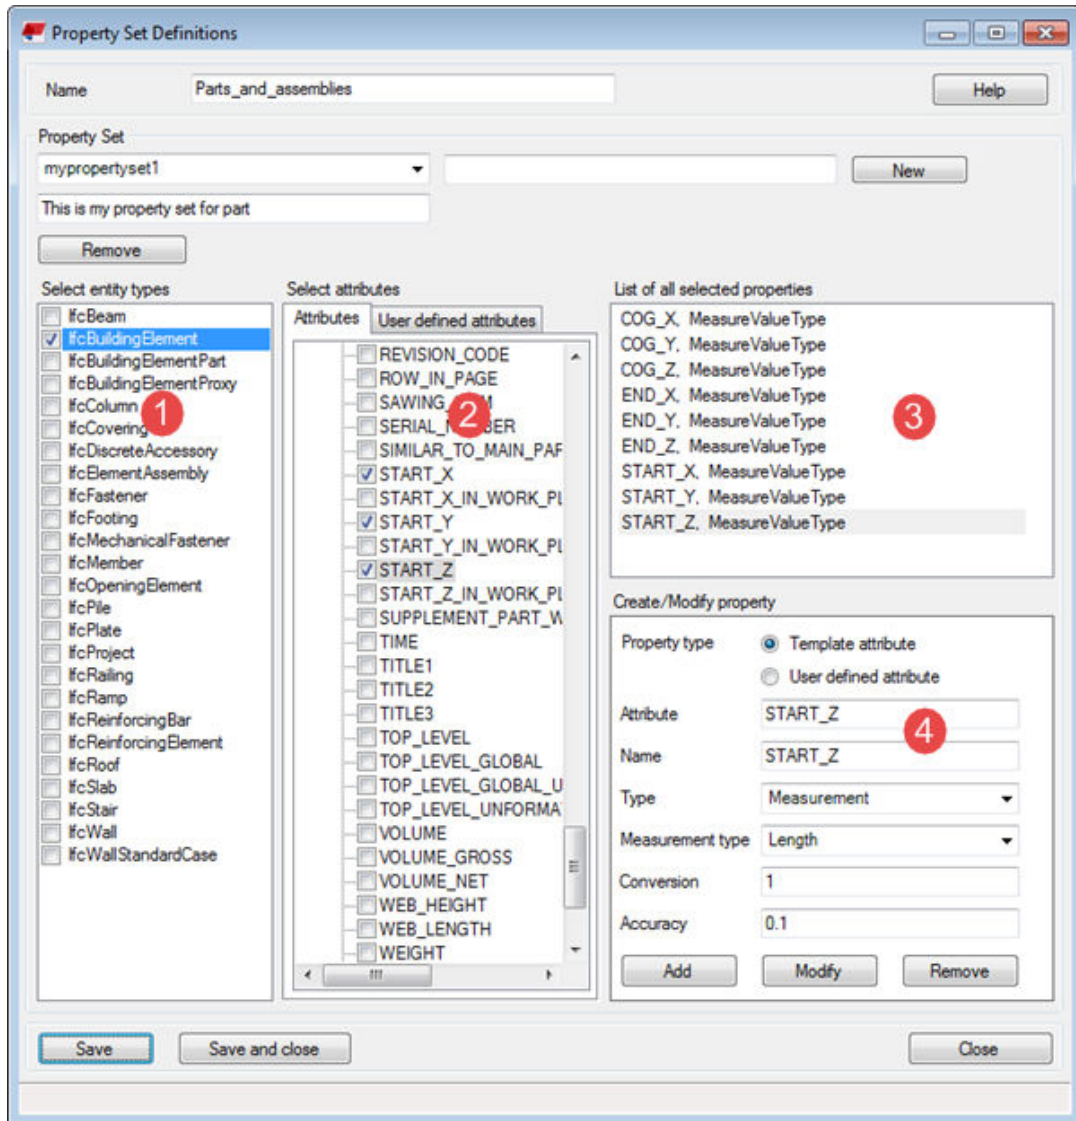 Property Set Definitions
Name Parts_and_assemblies Help
Property Set
mypropertyset1 New
This is my property set for part
Remove
Select entity types
IfcBeam
IfcBuildingElement
IfcBuildingElementPart
IfcBuildingElementProxy
IfcColumn
IfcCovering
IfcDiscreteAccessory
IfcElementAssembly
IfcFastener
IfcFooting
IfcMechanicalFastener
IfcMember
IfcOpeningElement
IfcPile
IfcPlate
IfcProject
IfcRailing
IfcRamp
IfcReinforcingBar
IfcReinforcingElement
IfcRoof
IfcSlab
IfcStair
IfcWall
IfcWallStandardCase
1
Select attributes
Attributes User defined attributes
REVISION_CODE
ROW_IN_PAGE
SAWING_
SERIAL_
SIMILAR_TO_MAIN_PAR
START_X
START_X_IN_WORK_PL
START_Y
START_Y_IN_WORK_PL
START_Z
START_Z_IN_WORK_PL
SUPPLEMENT_PART_W
TIME
TITLE1
TITLE2
TITLE3
TOP_LEVEL
TOP_LEVEL_GLOBAL
TOP_LEVEL_GLOBAL_U
TOP_LEVEL_UNFORMA
VOLUME
VOLUME_GROSS
VOLUME_NET
WEB_HEIGHT
WEB_LENGTH
WEIGHT
2
List of all selected properties
COG_X, MeasureValueType
COG_Y, MeasureValueType
COG_Z, MeasureValueType
END_X, MeasureValueType
END_Y, MeasureValueType
END_Z, MeasureValueType
START_X, MeasureValueType
START_Y, MeasureValueType
START_Z, MeasureValueType
3
Create/Modify property
Property type Template attribute
User defined attribute
Attribute START_Z
4
Name START_Z
Type Measurement
Measurement type Length
Conversion 1
Accuracy 0.1
Add Modify Remove
Save Save and close Close